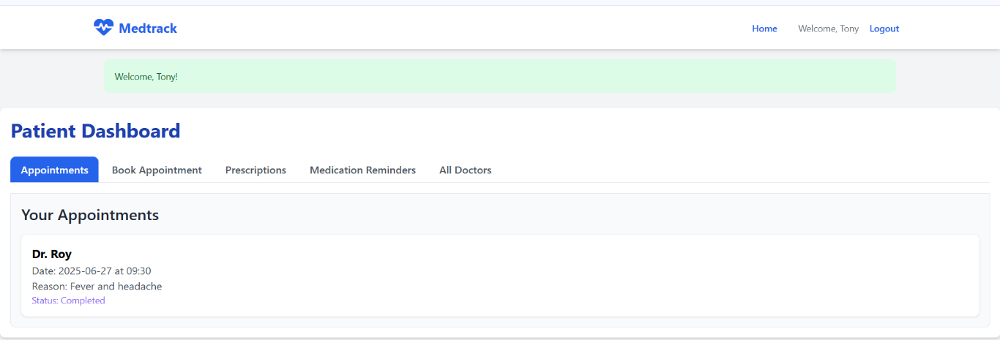 Medtrack
Home Welcome, Tony Logout
Welcome, Tony!
Patient Dashboard
Appointments Book Appointment Prescriptions Medication Reminders All Doctors
Your Appointments
Dr. Roy
Date: 2025-06-27 at 09:30
Reason: Fever and headache
Status: Completed